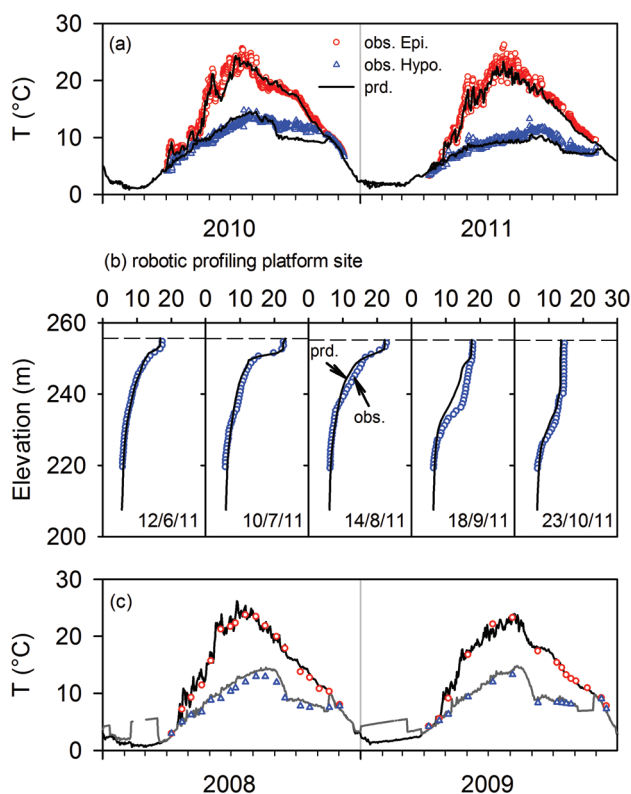 (a)
T (°C)
30
20
10
0
obs. Epi.
obs. Hypo.
prd.
2010
2011
(b) robotic profiling platform site
0 10 20 0 10 20 0 10 20 0 10 20 0 10 20 30
Elevation (m)
260
240
220
200
prd.
obs.
12/6/11 10/7/11 14/8/11 18/9/11 23/10/11
(c)
T (°C)
30
20
10
0
2008
2009